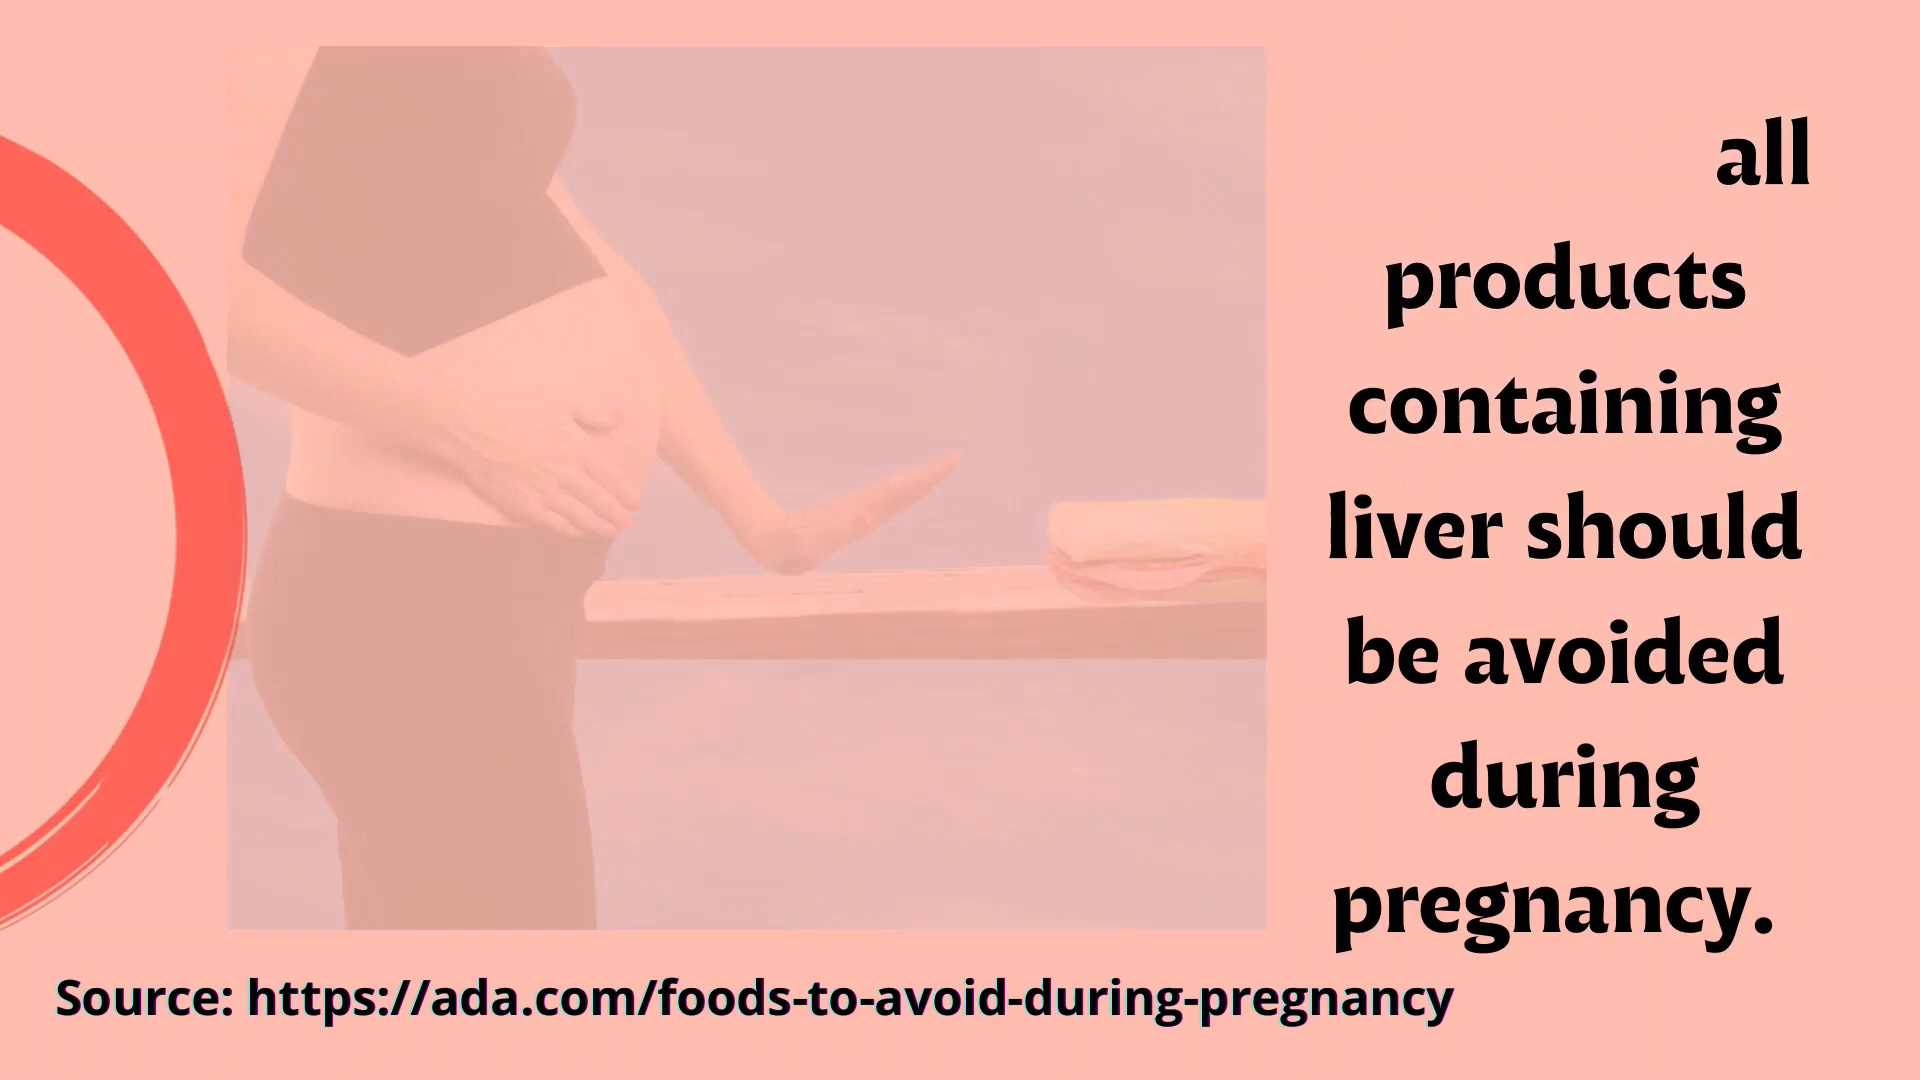 all
products
containing
liver should
be avoided
during
pregnancy.
Source: https://ada.com/foods-to-avoid-during-pregnancy